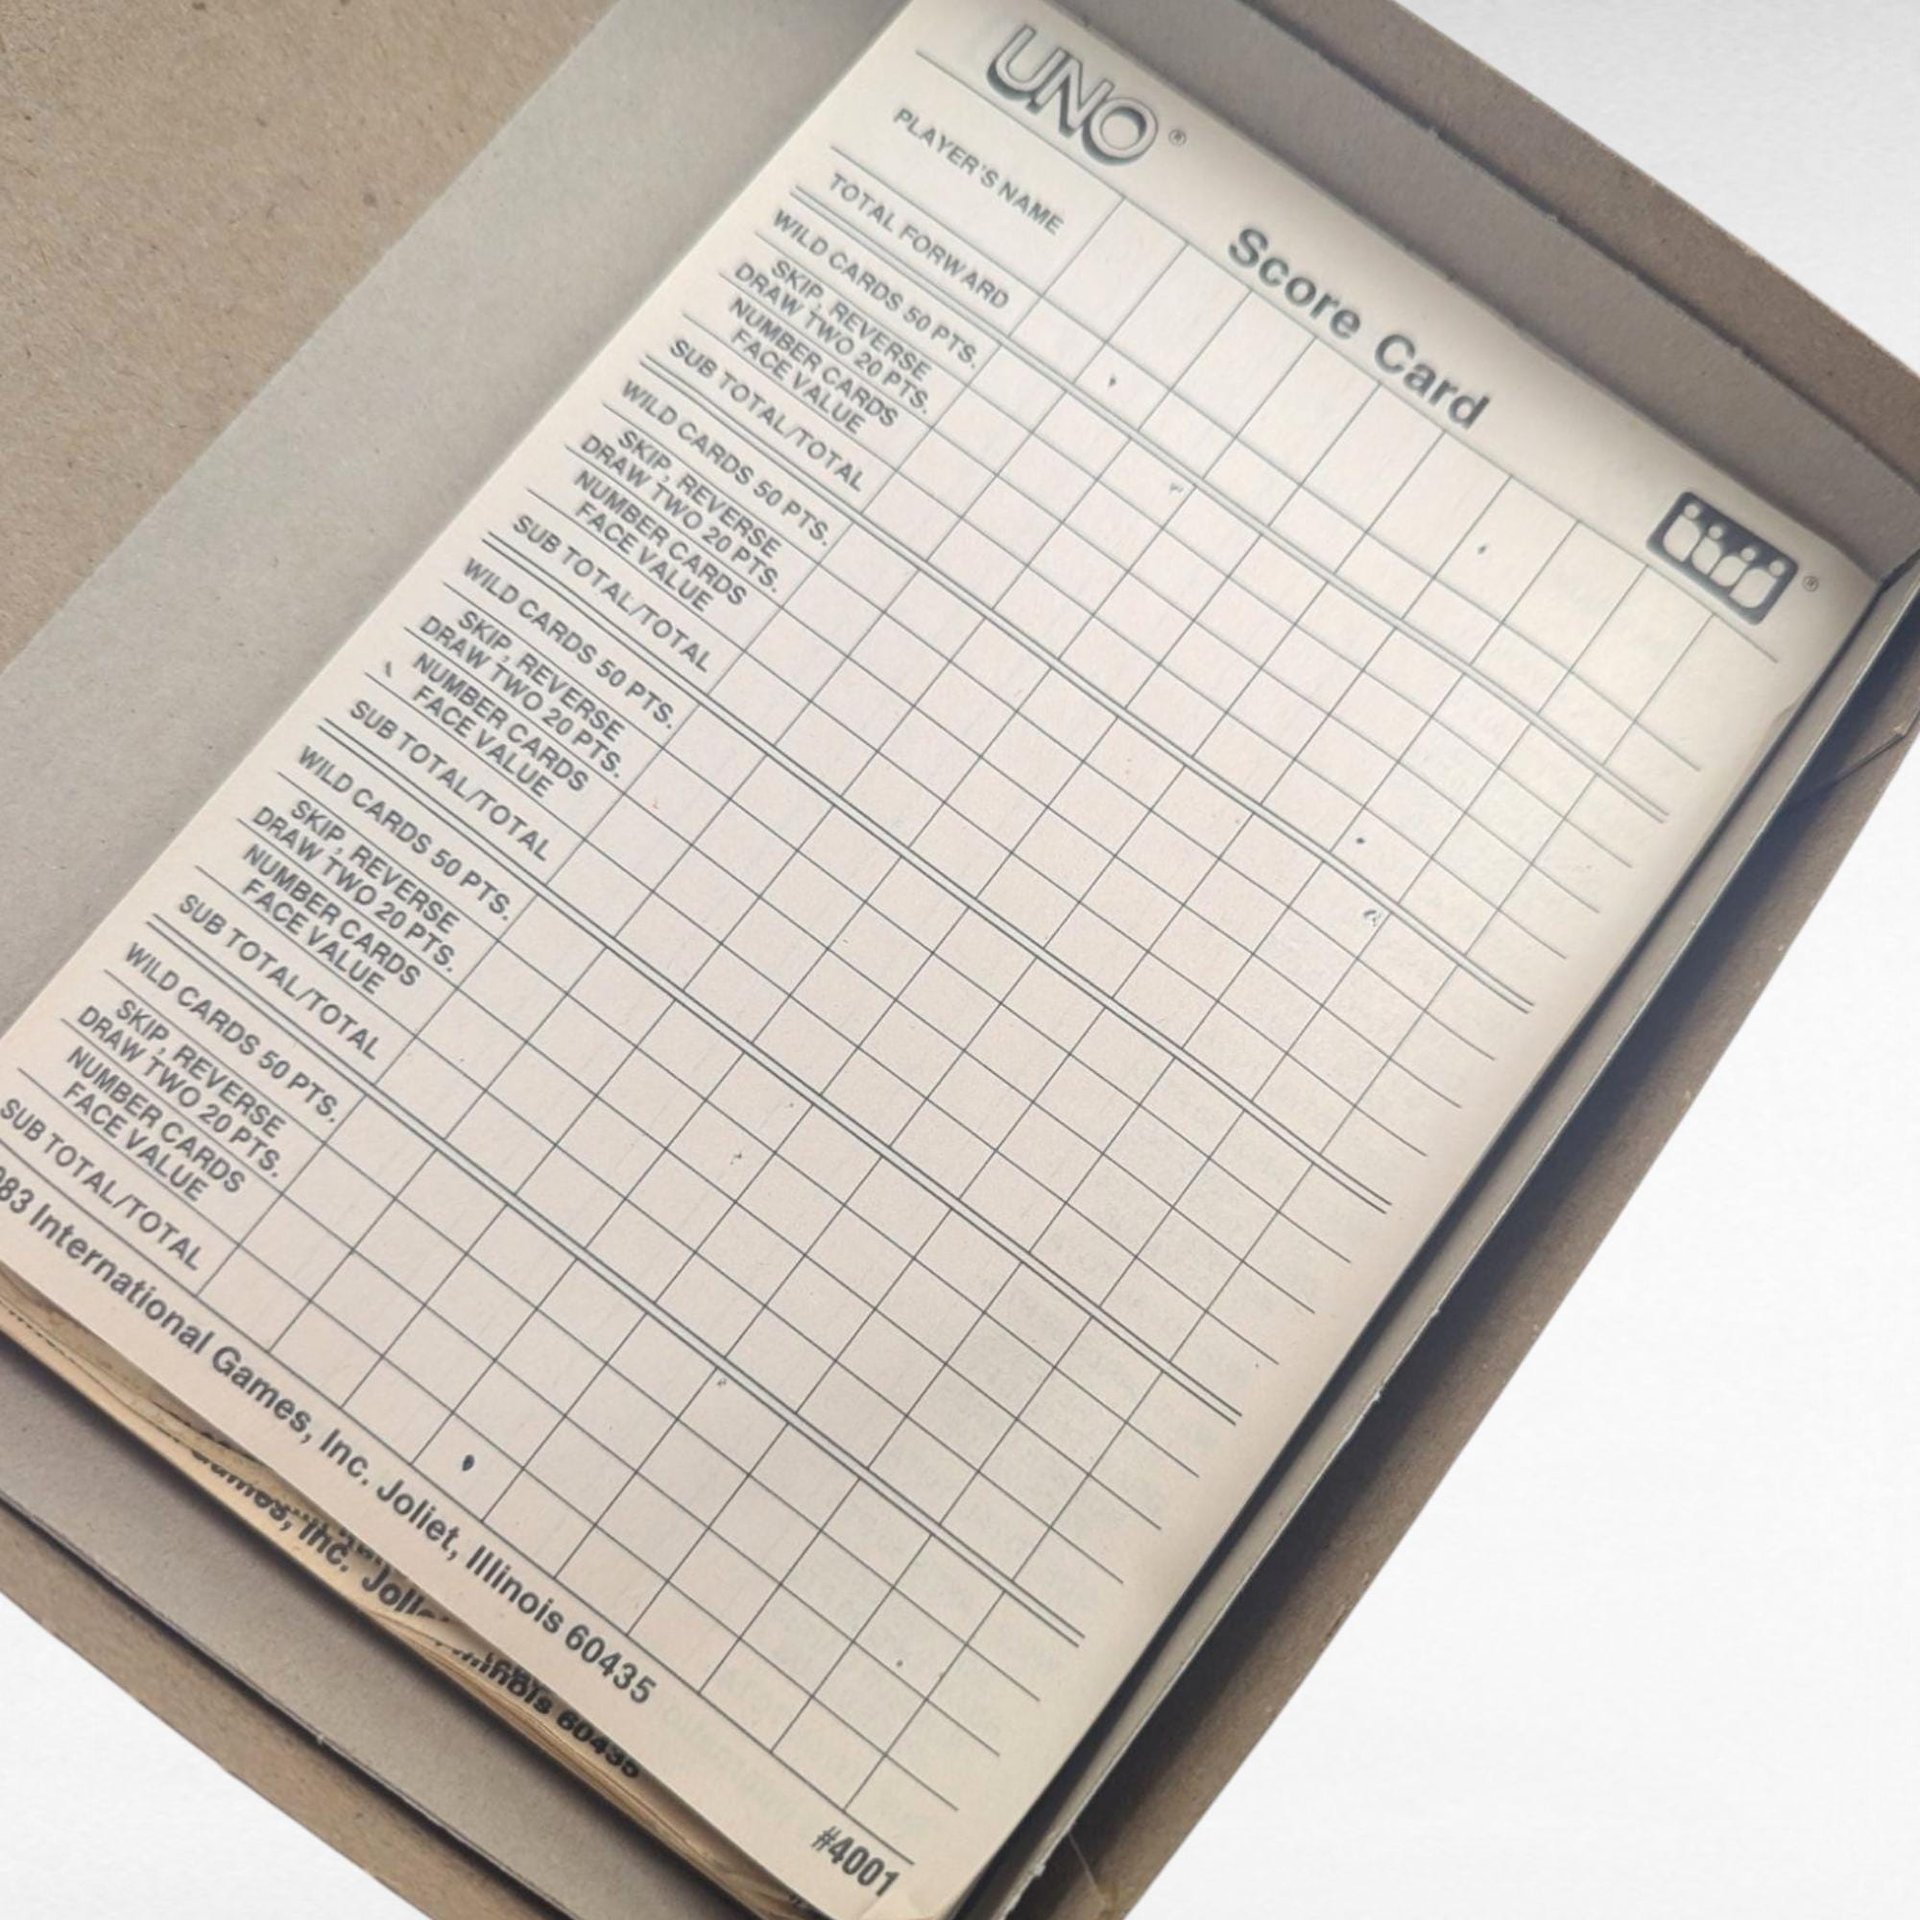 UNO®
Score Card
®
PLAYER'S NAME
TOTAL FORWARD
WILD CARDS 50 PTS.
SKIP, REVERSE
DRAW TWO 20 PTS.
NUMBER CARDS
FACE VALUE
SUB TOTAL/TOTAL
WILD CARDS 50 PTS.
SKIP, REVERSE
DRAW TWO 20 PTS.
NUMBER CARDS
FACE VALUE
SUB TOTAL/TOTAL
WILD CARDS 50 PTS.
SKIP, REVERSE
DRAW TWO 20 PTS.
NUMBER CARDS
FACE VALUE
SUB TOTAL/TOTAL
WILD CARDS 50 PTS.
SKIP, REVERSE
DRAW TWO 20 PTS.
NUMBER CARDS
FACE VALUE
SUB TOTAL/TOTAL
WILD CARDS 50 PTS.
SKIP, REVERSE
DRAW TWO 20 PTS.
NUMBER CARDS
FACE VALUE
SUB TOTAL/TOTAL
83 International Games, Inc. Joliet, Illinois 60435
#4001
Games, Inc. 60435